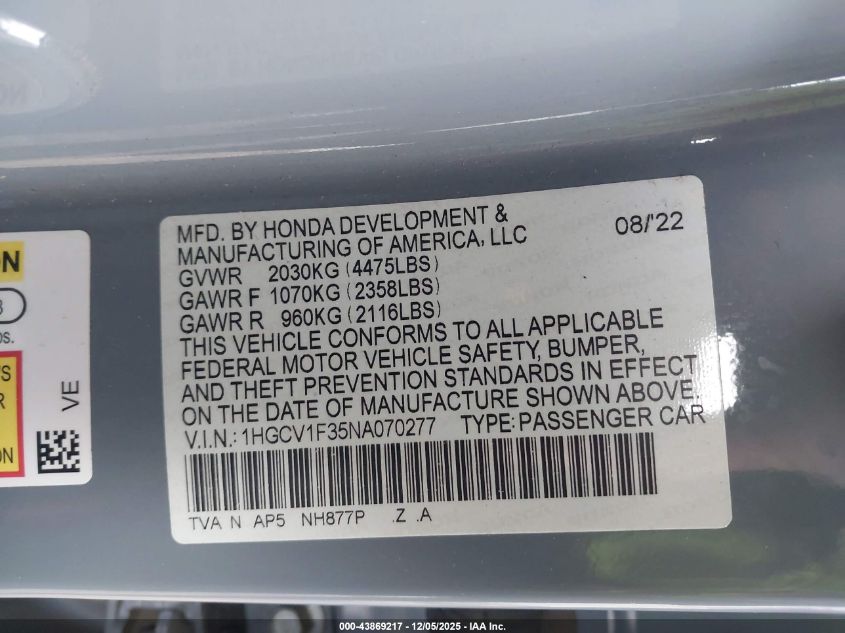 MFD. BY HONDA DEVELOPMENT &
MANUFACTURING OF AMERICA, LLC
08/'22
GVWR 2030KG (4475LBS)
GAWR F 1070KG (2358LBS)
GAWR R 960KG (2116LBS)
THIS VEHICLE CONFORMS TO ALL APPLICABLE
FEDERAL MOTOR VEHICLE SAFETY, BUMPER,
AND THEFT PREVENTION STANDARDS IN EFFECT
ON THE DATE OF MANUFACTURE SHOWN ABOVE.
V.I.N.: 1HGCV1F35NA070277 TYPE: PASSENGER CAR
TVA N AP5 NH877P .Z .A
VE
000-43869217 - 12/05/2025 - IAA Inc.